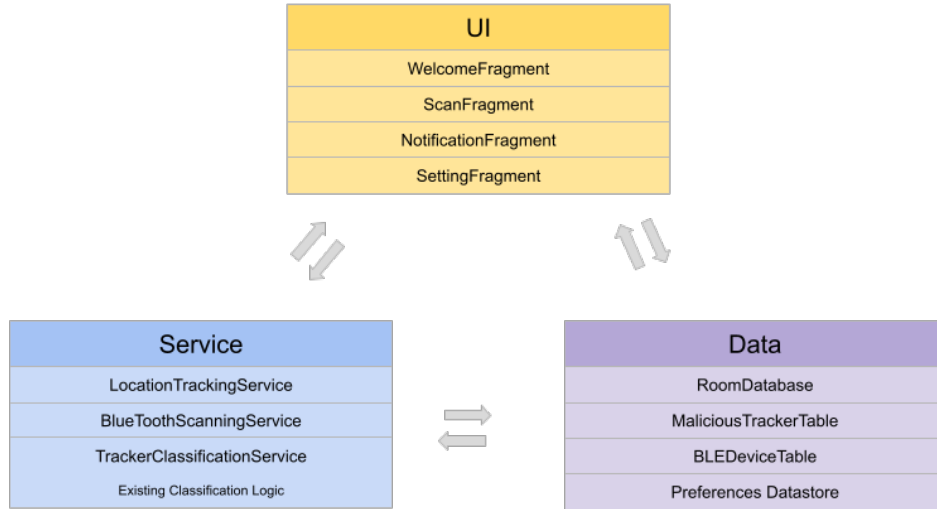 UI
WelcomeFragment
ScanFragment
NotificationFragment
SettingFragment
Service
LocationTrackingService
BlueToothScanningService
TrackerClassificationService
Existing Classification Logic
Data
RoomDatabase
MaliciousTrackerTable
BLEDeviceTable
Preferences Datastore